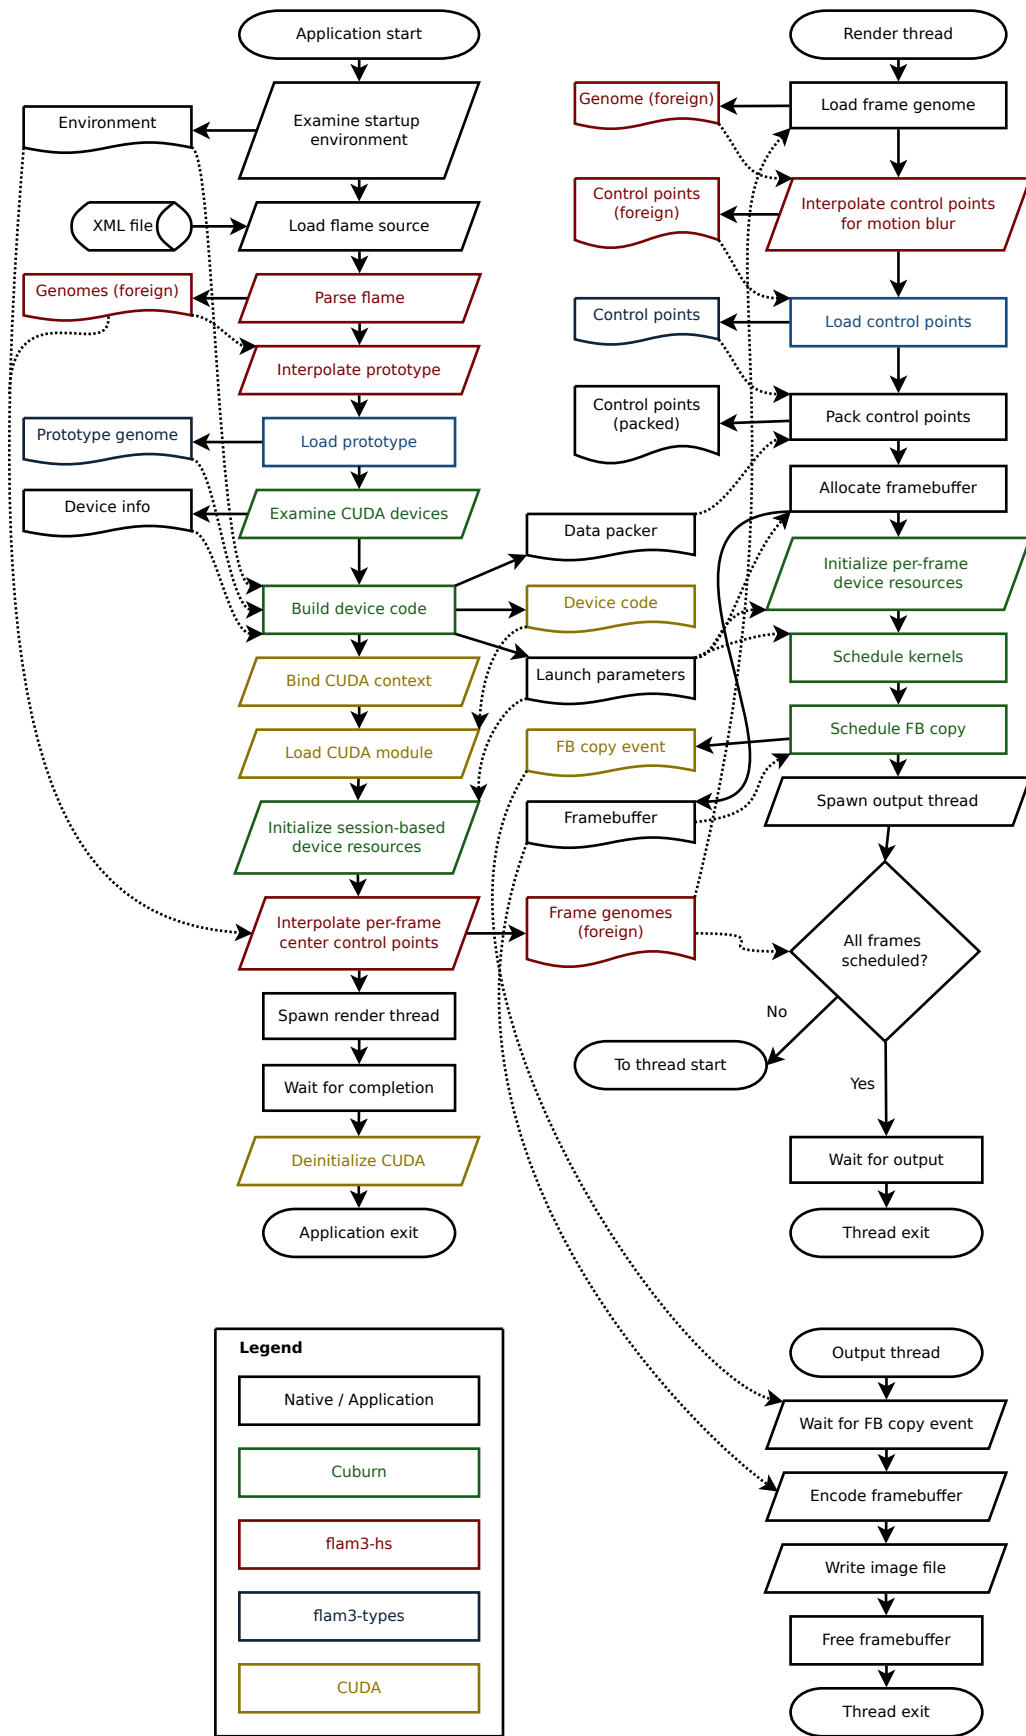 Application start
Examine startup
environment
Environment
XML file
Load flame source
Genomes (foreign)
Parse flame
Interpolate prototype
Prototype genome
Load prototype
Device info
Examine CUDA devices
Build device code
Data packer
Device code
Launch parameters
Bind CUDA context
Load CUDA module
FB copy event
Framebuffer
Initialize session-based
device resources
Interpolate per-frame
center control points
Frame genomes
(foreign)
Spawn render thread
Wait for completion
Deinitialize CUDA
Application exit
Render thread
Genome (foreign)
Load frame genome
Control points
(foreign)
Interpolate control points
for motion blur
Control points
Load control points
Control points
(packed)
Pack control points
Allocate framebuffer
Initialize per-frame
device resources
Schedule kernels
Schedule FB copy
Spawn output thread
All frames
scheduled?
No
To thread start
Yes
Wait for output
Thread exit
Legend
Native / Application
Cuburn
flam3-hs
flam3-types
CUDA
Output thread
Wait for FB copy event
Encode framebuffer
Write image file
Free framebuffer
Thread exit